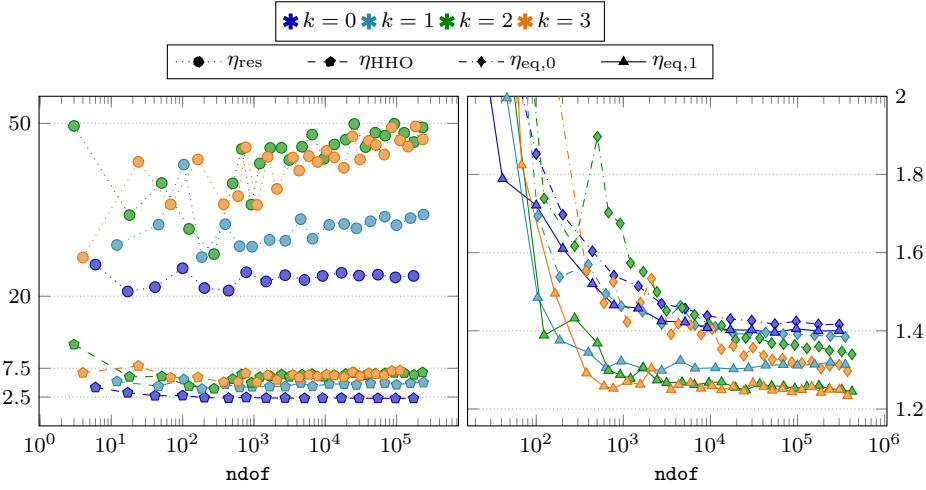 k = 0 k = 1 k = 2 k = 3
η_res η_HHO η_eq,0 η_eq,1
50
20
7.5
2.5
10^0 10^1 10^2 10^3 10^4 10^5
ndof
2
1.8
1.6
1.4
1.2
10^2 10^3 10^4 10^5 10^6
ndof